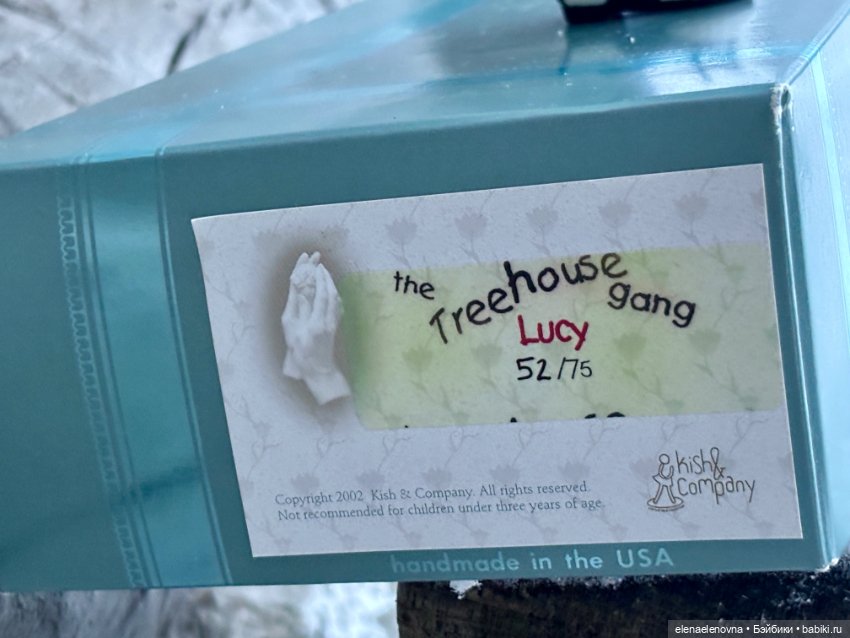 the Treehouse gang
Lucy
52/75
Copyright 2002 Kish & Company. All rights reserved.
Not recommended for children under three years of age.
kish&
Company
handmade in the USA
elenaelenovna • Бэйбики • babiki.ru